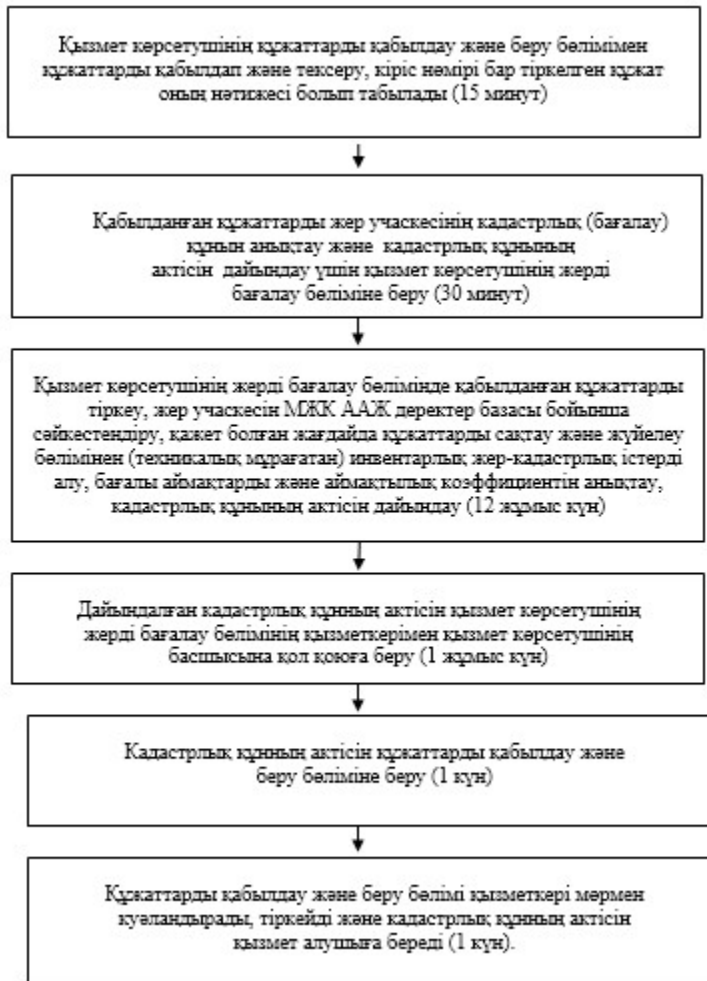 Қызмет көрсетушінің құжаттарды қабылдау және беру бөлімімен
құжаттарды қабылдап және тексеру, кіріс нөмірі бар тіркелген құжат
оның нәтижесі болып табылады (15 минут)
Қабылданған құжаттарды жер учаскесінің кадастрлық (бағалау)
құнын анықтау және кадастрлық құнының
актісін дайындау үшін қызмет көрсетушінің жерді
бағалау бөліміне беру (30 минут)
Қызмет көрсетушінің жерді бағалау бөлімінде қабылданған құжаттарды
тіркеу, жер учаскесін МЖК ААЖ деректер базасы бойынша
сәйкестендіру, қажет болған жағдайда құжаттарды сақтау және жүйелеу
бөлімінен (техникалық мұрағатан) инвентарлық жер-кадастрлық істерді
алу, бағалы аймақтарды және аймақтылық коэффициентін анықтау,
кадастрлық құнының актісін дайындау (12 жұмыс күн)
Дайындалған кадастрлық құнның актісін қызмет көрсетушінің
жерді бағалау бөлімінің қызметкерімен қызмет көрсетушінің
басшысына қол қоюға беру (1 жұмыс күн)
Кадастрлық құнның актісін құжаттарды қабылдау және
беру бөліміне беру (1 күн)
Құжаттарды қабылдау және беру бөлімі қызметкері мөрмен
куәландырады, тіркейді және кадастрлық құнның актісін
қызмет алушыға береді (1 күн).